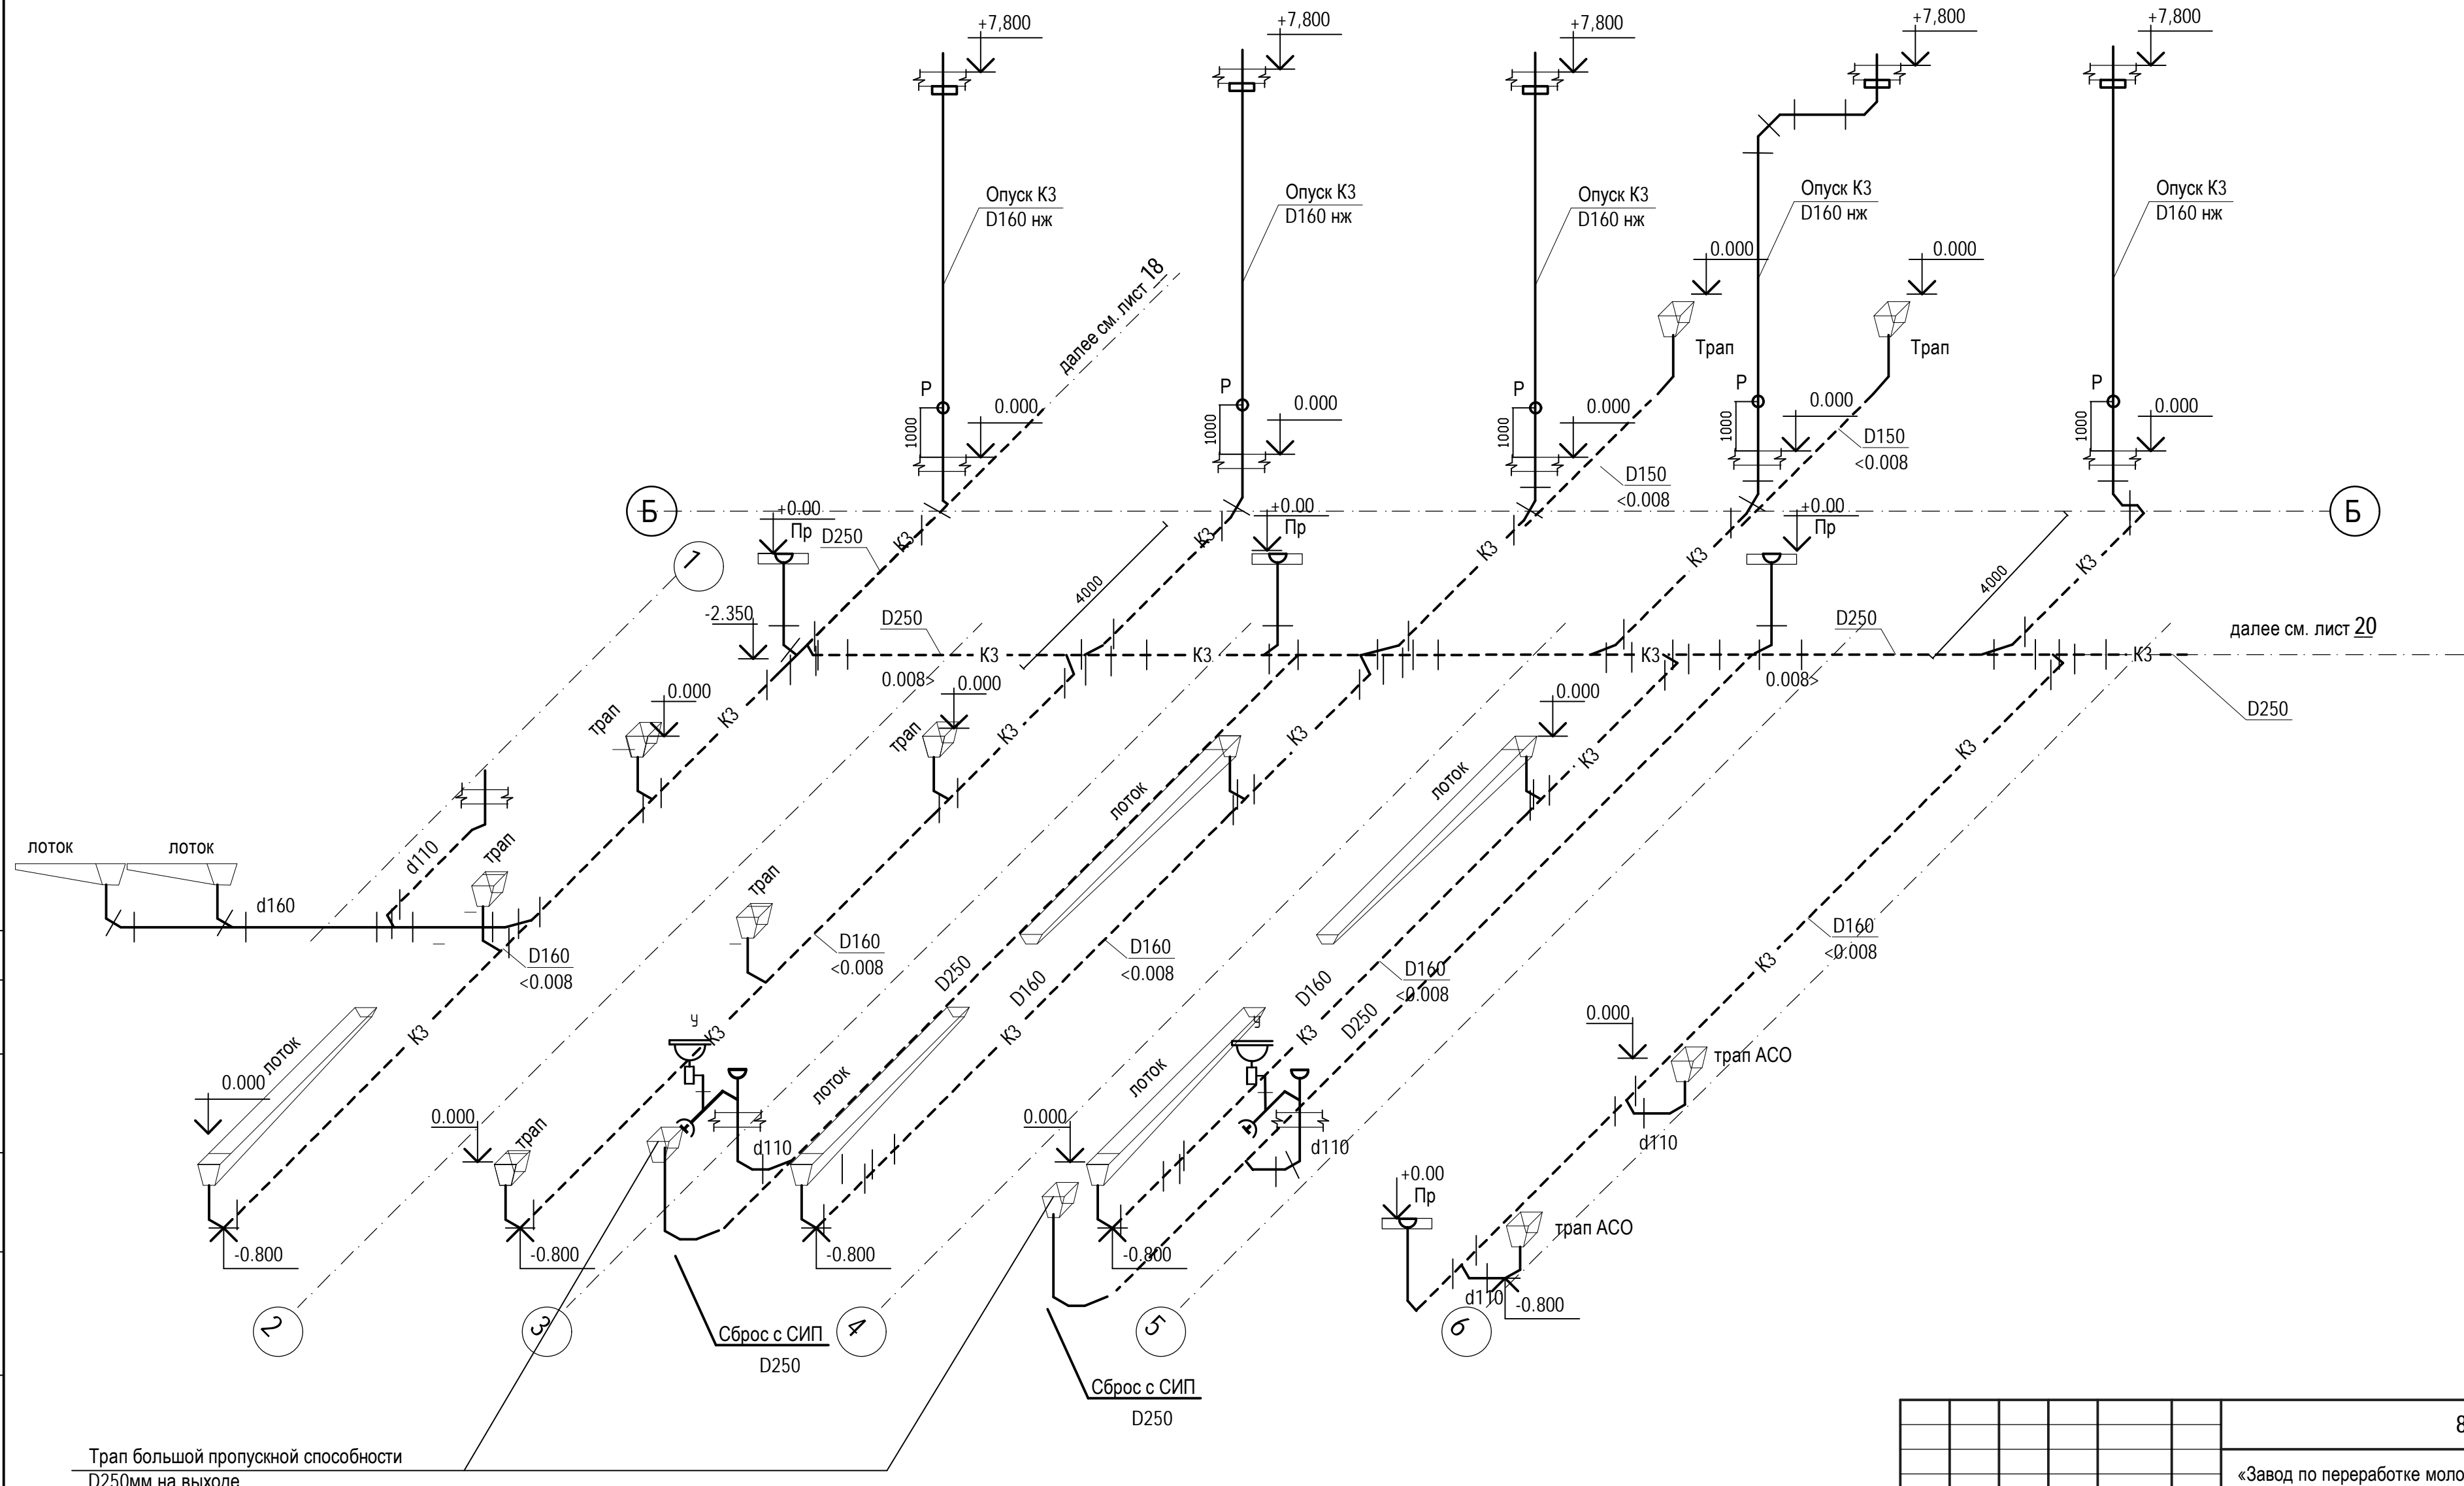 +7,800
+7,800
+7,800
+7,800
+7,800
Опуск К3
D160 нж
Опуск К3
D160 нж
Опуск К3
D160 нж
Опуск К3
D160 нж
Опуск К3
D160 нж
далее см. лист 18
0.000
0.000
Трап
Трап
P
P
P
P
P
1000
1000
1000
1000
1000
0.000
0.000
0.000
0.000
0.000
D150
<0.008
D150
<0.008
Б
Б
+0.00
Пр
+0.00
Пр
+0.00
Пр
D250
К3
К3
К3
К3
К3
1
4000
4000
-2.350
D250
D250
К3
К3
К3
К3
далее см. лист 20
0.008>
0.008>
D250
0.000
0.000
0.000
трап
трап
К3
К3
К3
К3
К3
лоток
лоток
лоток
лоток
d110
трап
трап
d160
D160
<0.008
D160
<0.008
D160
<0.008
D160
<0.008
D160
<0.008
D250
D160
D160
D250
К3
К3
К3
К3
К3
У
У
0.000
лоток
0.000
трап
лоток
0.000
лоток
0.000
трап АСО
d110
d110
d110
+0.00
Пр
трап АСО
d110
-0.800
-0.800
-0.800
-0.800
-0.800
2
3
4
5
6
Сброс с СИП
D250
Сброс с СИП
D250
Трап большой пропускной способности
D250мм на выходе
8
«Завод по переработке моло